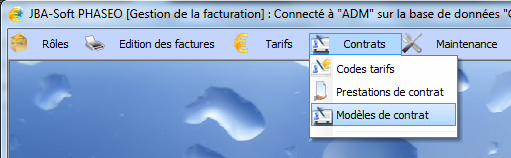 JBA-Soft PHASEO [Gestion de la facturation] : Connecté à "ADM" sur la base de données "
Rôles Edition des factures Tarifs Contrats Maintenance
Codes tarifs
Prestations de contrat
Modèles de contrat